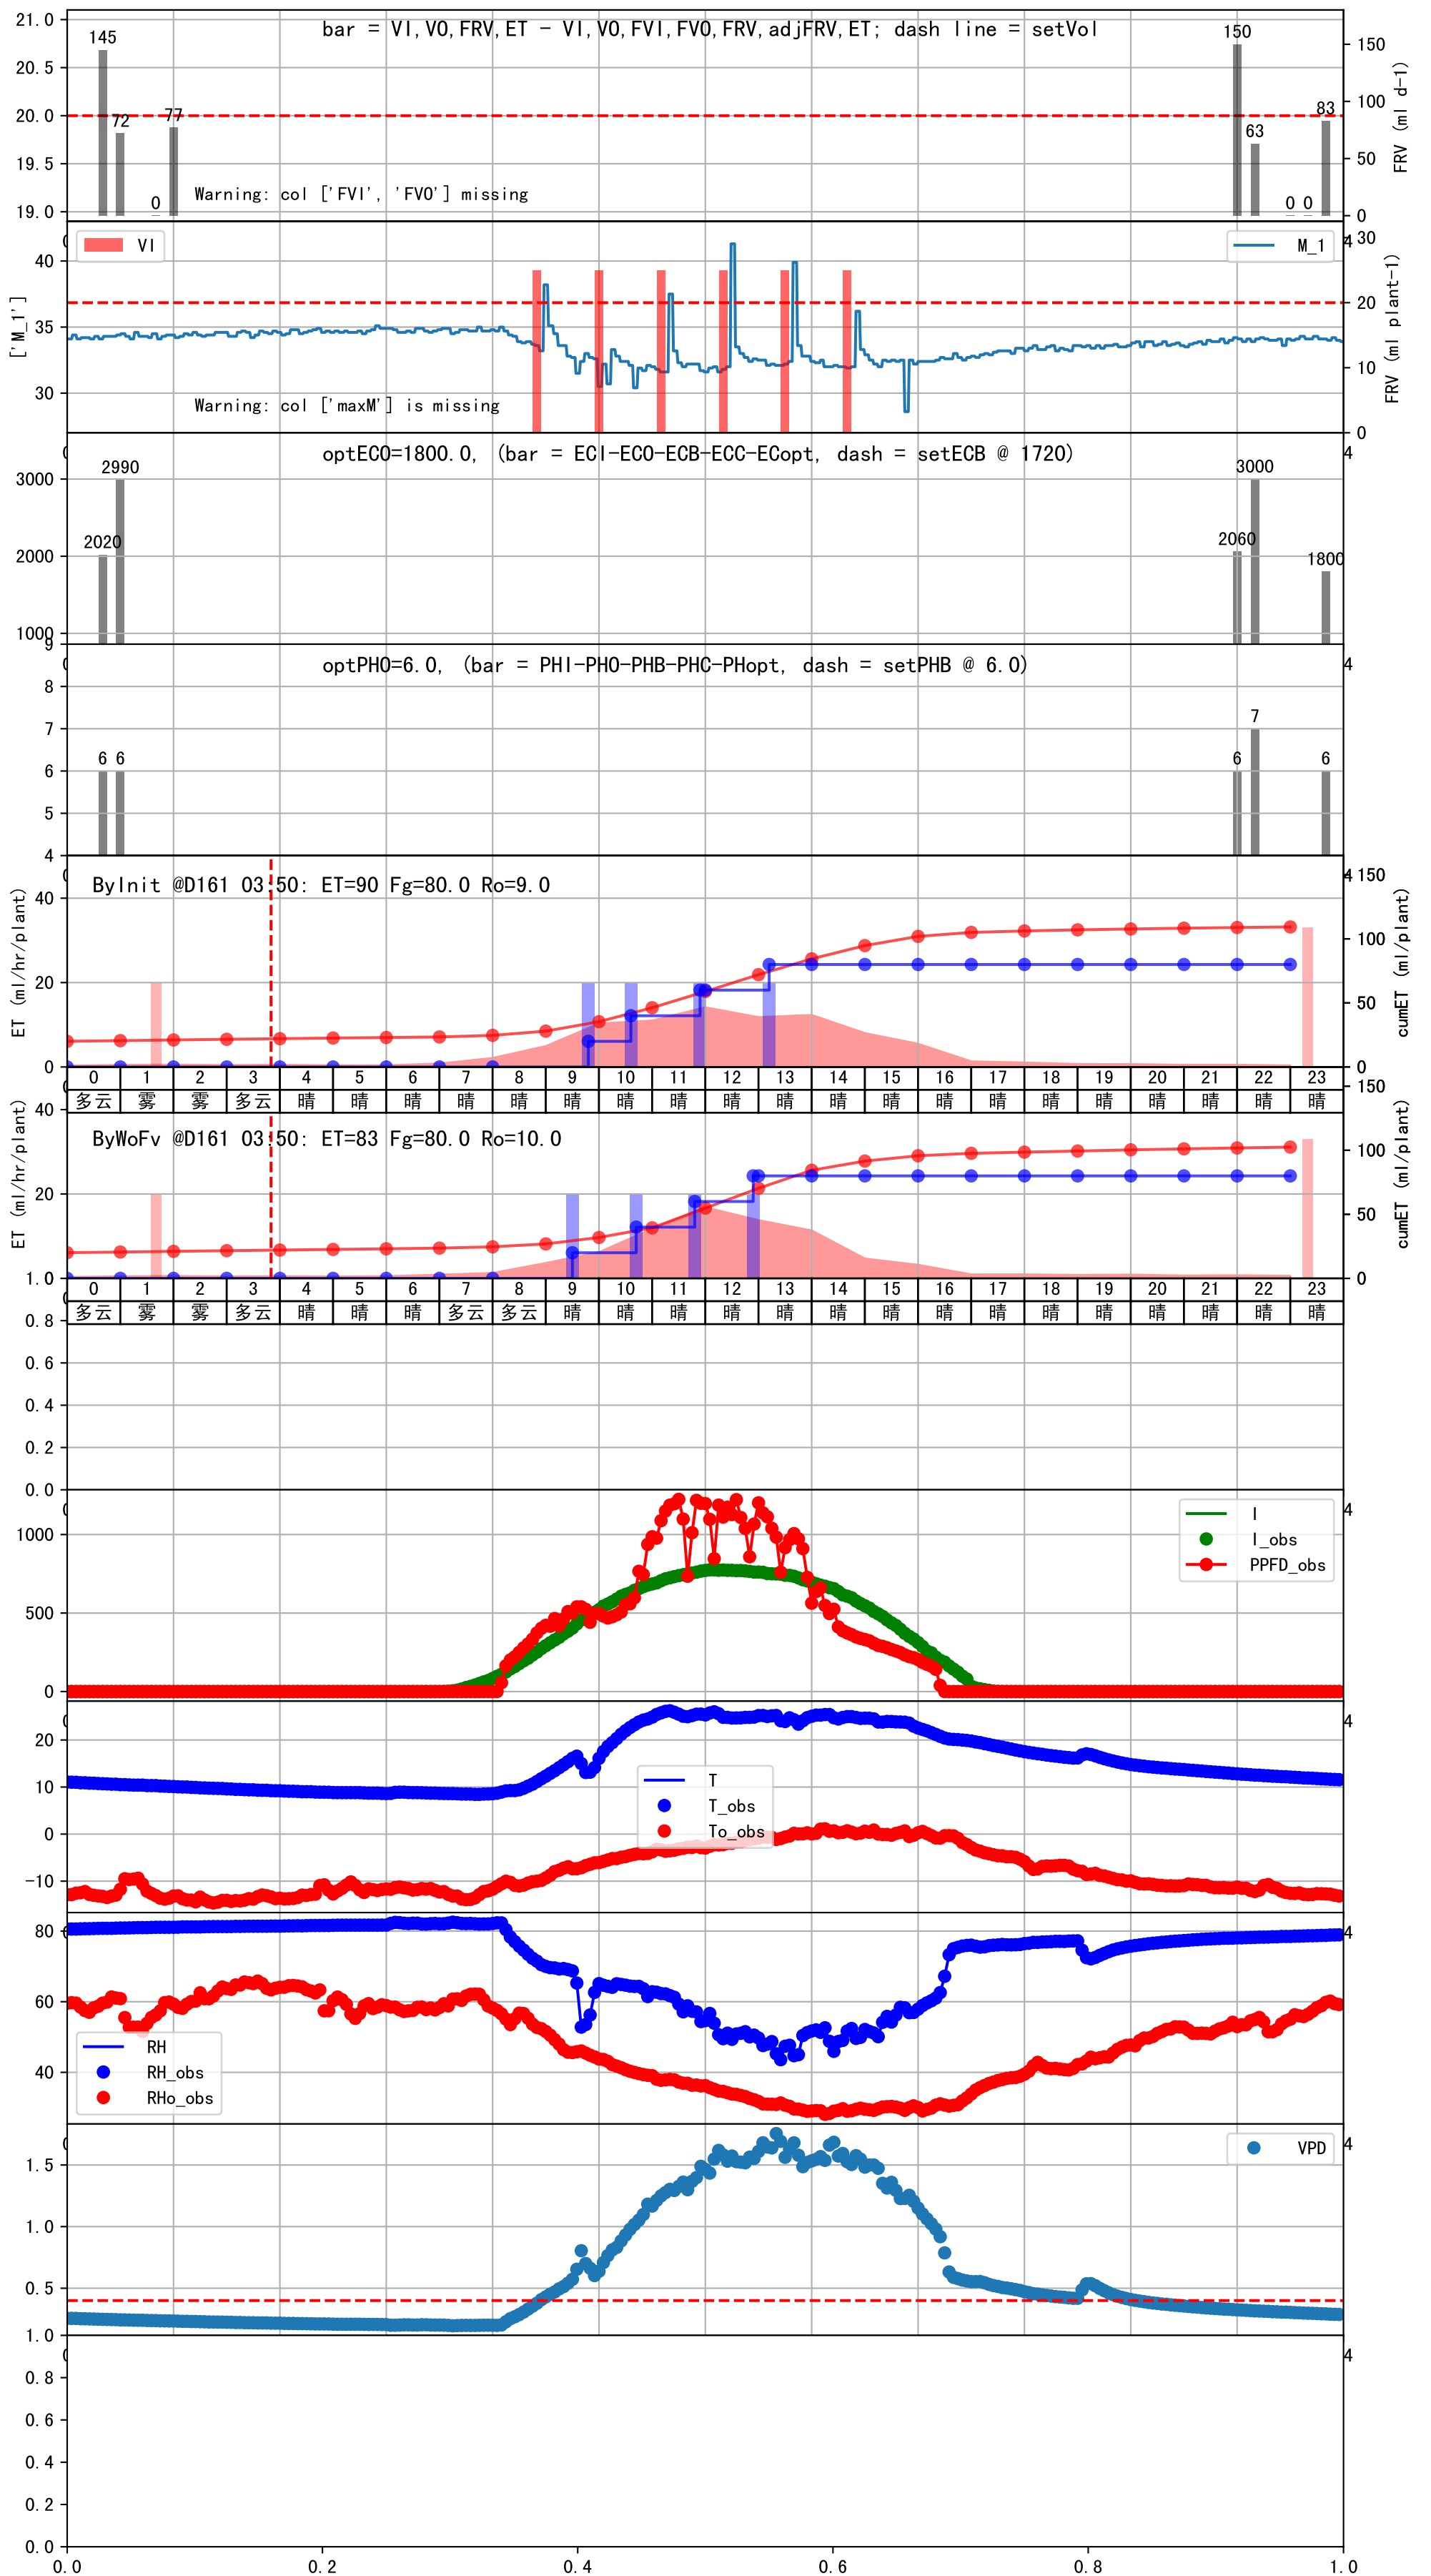 bar = VI,VO,FRV,ET - VI,VO,FVI,FVO,FRV,adjFRV,ET; dash line = setVol
21.0
20.5
20.0
19.5
19.0
145
72
0
77
150
63
0
0
83
Warning: col ['FVI', 'FVO'] missing
150
100
50
0
FRV (ml d-1)
VI
M_1
40
35
30
['M_1']
Warning: col ['maxM'] is missing
4
30
20
10
0
FRV (ml plant-1)
optECO=1800.0, (bar = ECI-ECO-ECB-ECC-ECopt, dash = setECB @ 1720)
4
3000
2000
1000
2020
2990
2060
3000
1800
optPHO=6.0, (bar = PHI-PHO-PHB-PHC-PHopt, dash = setPHB @ 6.0)
4
9
8
7
6
5
4
6
6
6
7
6
ByInit @D161 03:50: ET=90 Fg=80.0 Ro=9.0
4
40
20
0
ET (ml/hr/plant)
150
100
50
0
cumET (ml/plant)
0 1 2 3 4 5 6 7 8 9 10 11 12 13 14 15 16 17 18 19 20 21 22 23
多云 雾 雾 多云 晴 晴 晴 晴 晴 晴 晴 晴 晴 晴 晴 晴 晴 晴 晴 晴 晴 晴 晴 晴
ByWoFv @D161 03:50: ET=83 Fg=80.0 Ro=10.0
40
20
ET (ml/hr/plant)
150
100
50
0
cumET (ml/plant)
0 1 2 3 4 5 6 7 8 9 10 11 12 13 14 15 16 17 18 19 20 21 22 23
多云 雾 雾 多云 晴 晴 晴 多云 多云 晴 晴 晴 晴 晴 晴 晴 晴 晴 晴 晴 晴 晴 晴 晴
1.0
0.8
0.6
0.4
0.2
0.0
4
1000
500
0
I
I_obs
PPFD_obs
4
20
10
0
-10
T
T_obs
To_obs
4
80
60
40
RH
RH_obs
RHo_obs
4
1.5
1.0
0.5
VPD
4
1.0
0.8
0.6
0.4
0.2
0.0
0.0 0.2 0.4 0.6 0.8 1.0